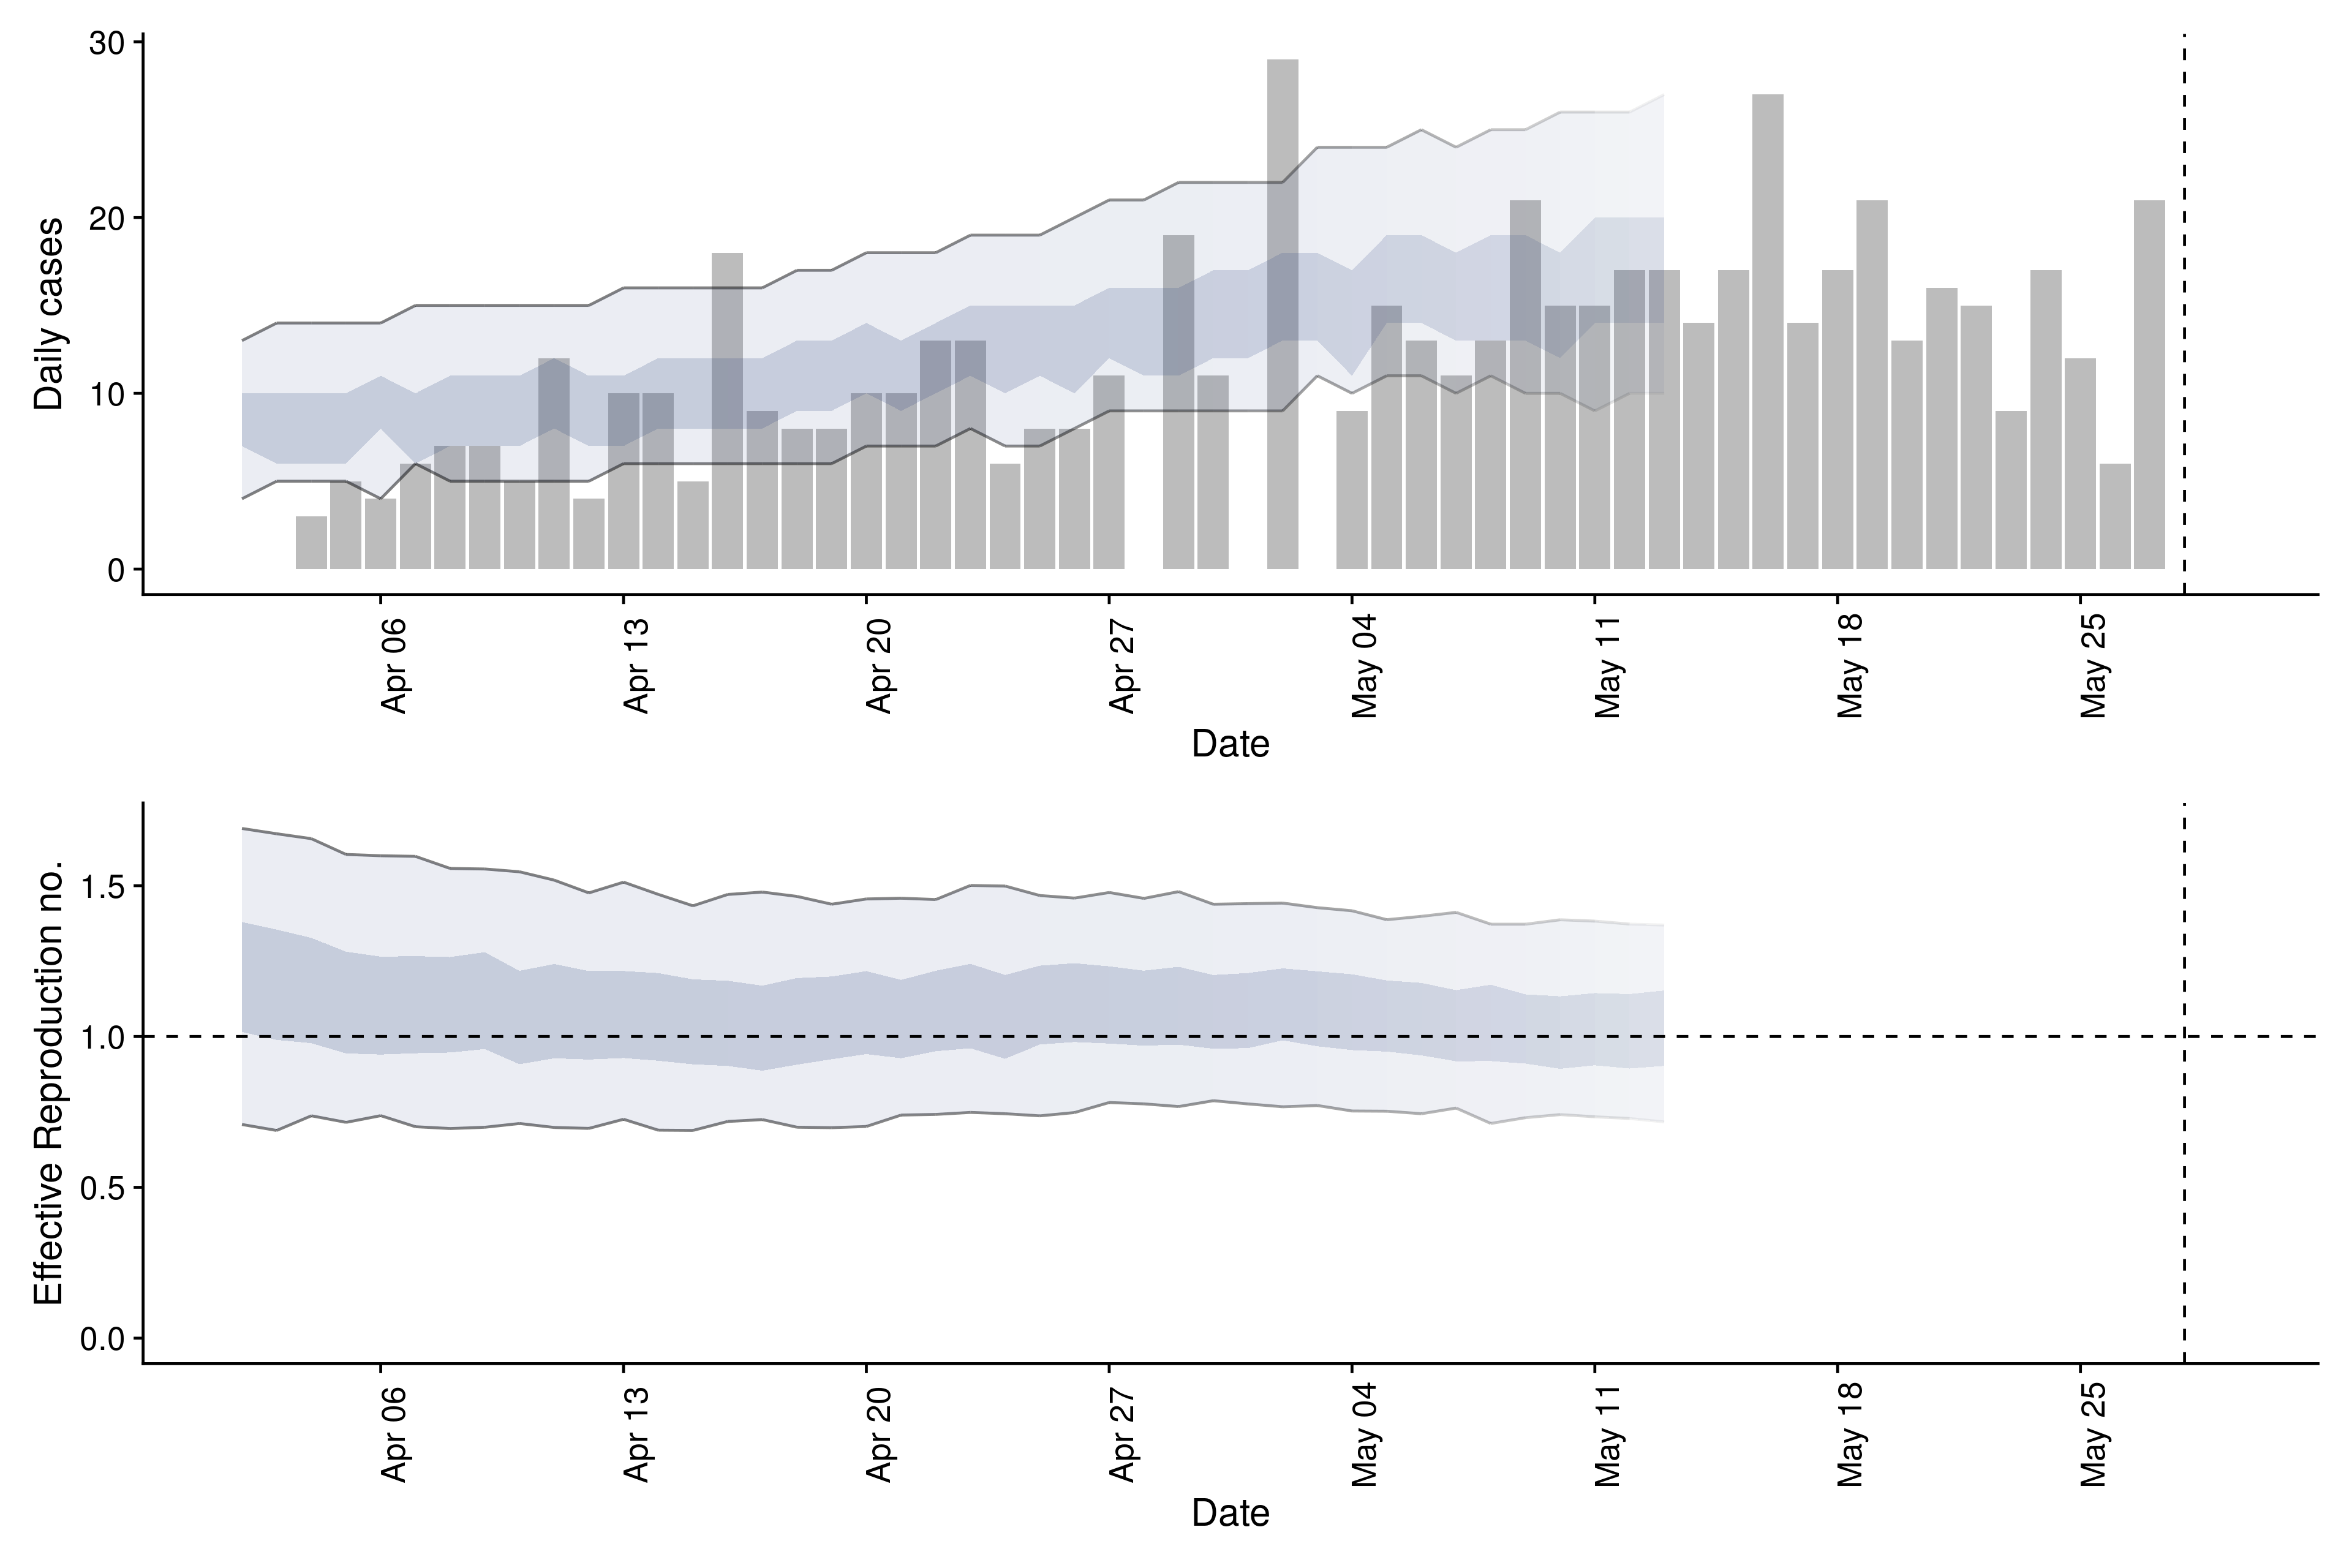 Daily cases
30
20
10
0
Apr 06
Apr 13
Apr 20
Apr 27
May 04
May 11
May 18
May 25
Date
Effective Reproduction no.
1.5
1.0
0.5
0.0
Apr 06
Apr 13
Apr 20
Apr 27
May 04
May 11
May 18
May 25
Date